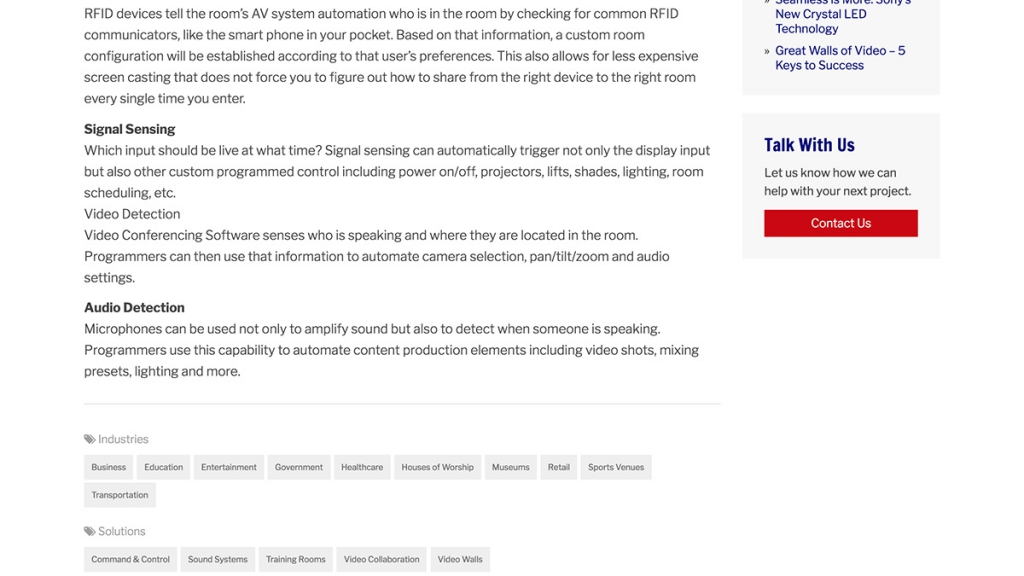 RFID devices tell the room's AV system automation who is in the room by checking for common RFID
communicators, like the smart phone in your pocket. Based on that information, a custom room
configuration will be established according to that user's preferences. This also allows for less expensive
screen casting that does not force you to figure out how to share from the right device to the right room
every single time you enter.
Signal Sensing
Which input should be live at what time? Signal sensing can automatically trigger not only the display input
but also other custom programmed control including power on/off, projectors, lifts, shades, lighting, room
scheduling, etc.
Video Detection
Video Conferencing Software senses who is speaking and where they are located in the room.
Programmers can then use that information to automate camera selection, pan/tilt/zoom and audio
settings.
Audio Detection
Microphones can be used not only to amplify sound but also to detect when someone is speaking.
Programmers use this capability to automate content production elements including video shots, mixing
presets, lighting and more.
Industries
Business Education Entertainment Government Healthcare Houses of Worship Museums Retail Sports Venues
Transportation
Solutions
Command & Control Sound Systems Training Rooms Video Collaboration Video Walls
» Seamless is More: Sony's
New Crystal LED
Technology
» Great Walls of Video – 5
Keys to Success
Talk With Us
Let us know how we can
help with your next project.
Contact Us